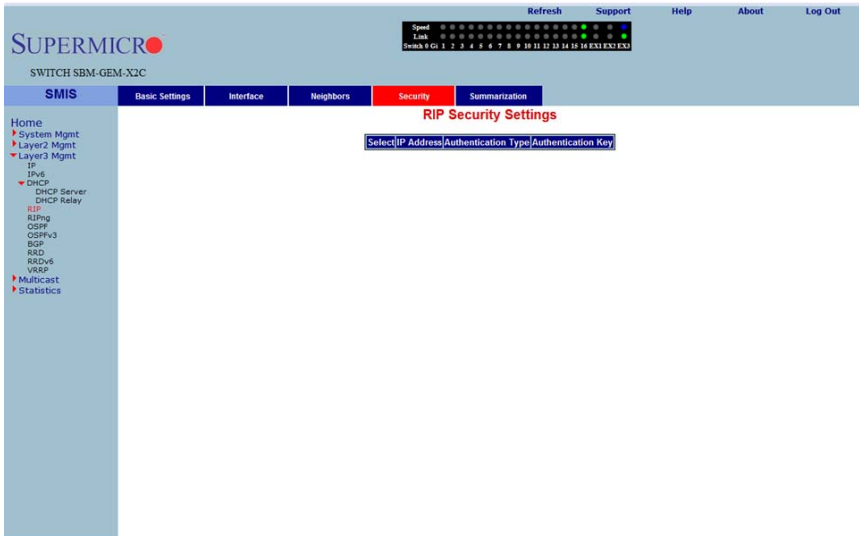 Refresh Support Help About Log Out
SUPERMICRO
SWITCH SBM-GEM-X2C
Speed
Link
Switch 0 Gi 1 2 3 4 5 6 7 8 9 10 11 12 13 14 15 16 EX1 EX2 EX3
SMIS Basic Settings Interface Neighbors Security Summarization
RIP Security Settings
Select IP Address Authentication Type Authentication Key
Home
System Mgmt
Layer2 Mgmt
Layer3 Mgmt
IP
IPv6
DHCP
DHCP Server
DHCP Relay
RIP
RIPng
OSPF
OSPFv3
BGP
RRD
RRDv6
VRRP
Multicast
Statistics